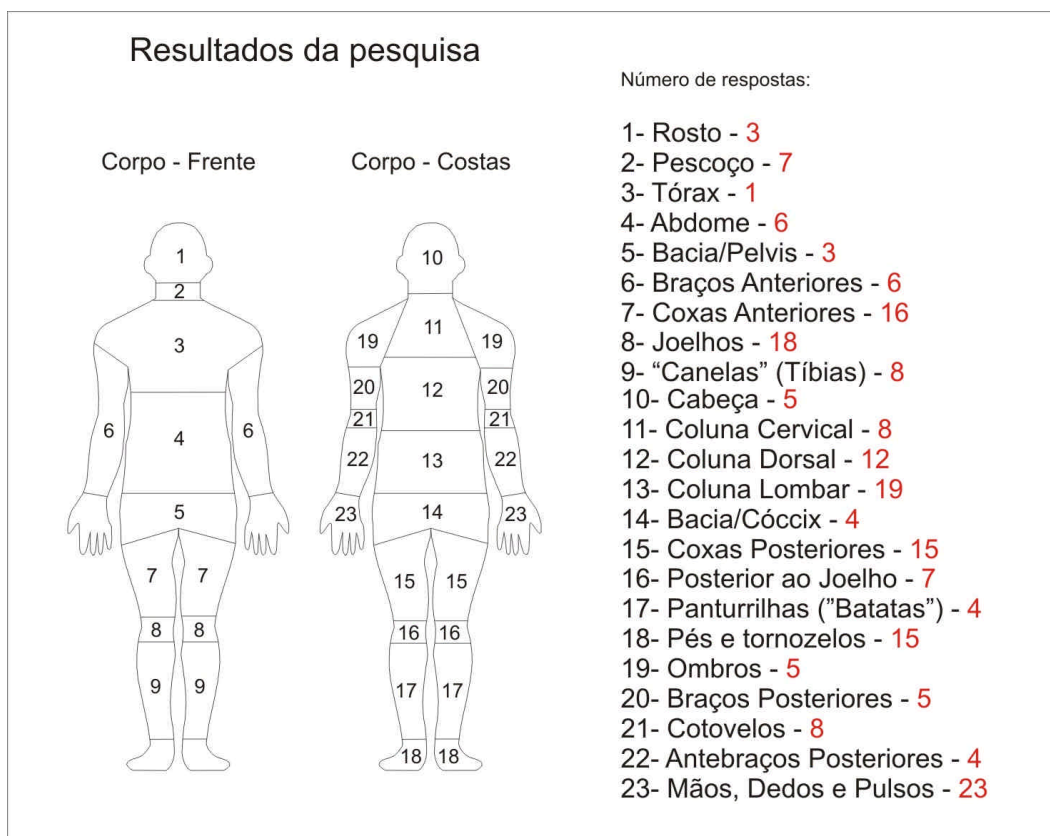 Resultados da pesquisa
Corpo - Frente
Corpo - Costas
1
2
3
4
5
6
6
7
7
8
8
9
9
10
11
19
19
12
20
20
21
21
13
22
22
14
23
23
15
15
16
16
17
17
18
18
Número de respostas:
1- Rosto - 3
2- Pescoço - 7
3- Tórax - 1
4- Abdome - 6
5- Bacia/Pelvis - 3
6- Braços Anteriores - 6
7- Coxas Anteriores - 16
8- Joelhos - 18
9- “Canelas” (Tíbias) - 8
10- Cabeça - 5
11- Coluna Cervical - 8
12- Coluna Dorsal - 12
13- Coluna Lombar - 19
14- Bacia/Cóccix - 4
15- Coxas Posteriores - 15
16- Posterior ao Joelho - 7
17- Panturrilhas (”Batatas”) - 4
18- Pés e tornozelos - 15
19- Ombros - 5
20- Braços Posteriores - 5
21- Cotovelos - 8
22- Antebraços Posteriores - 4
23- Mãos, Dedos e Pulsos - 23